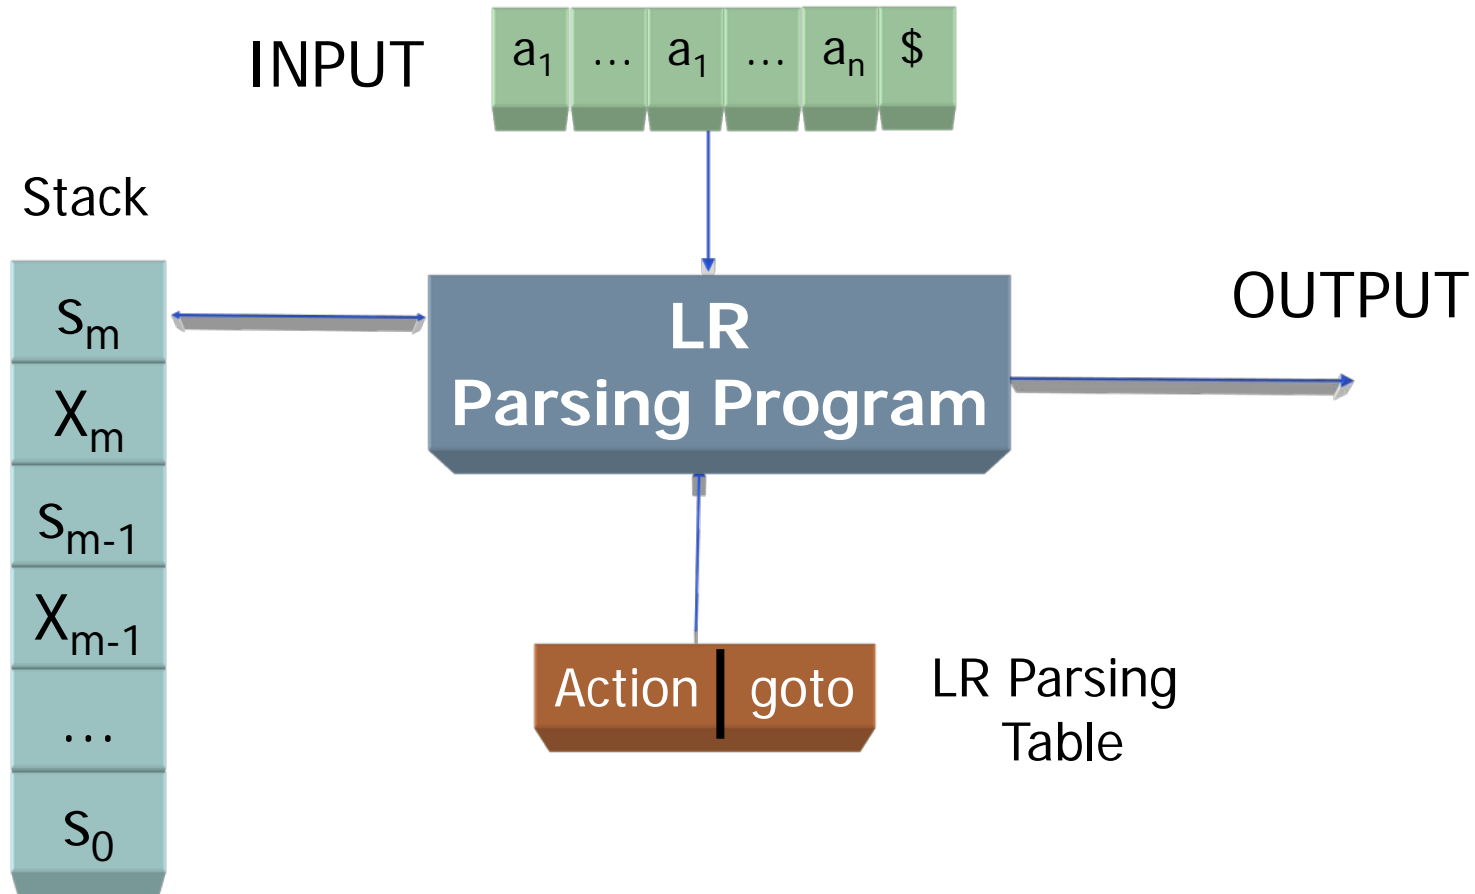 INPUT
a₁ … a₁ … aₙ $
Stack
sₘ
Xₘ
sₘ₋₁
Xₘ₋₁
…
s₀
LR
Parsing Program
OUTPUT
Action goto
LR Parsing
Table